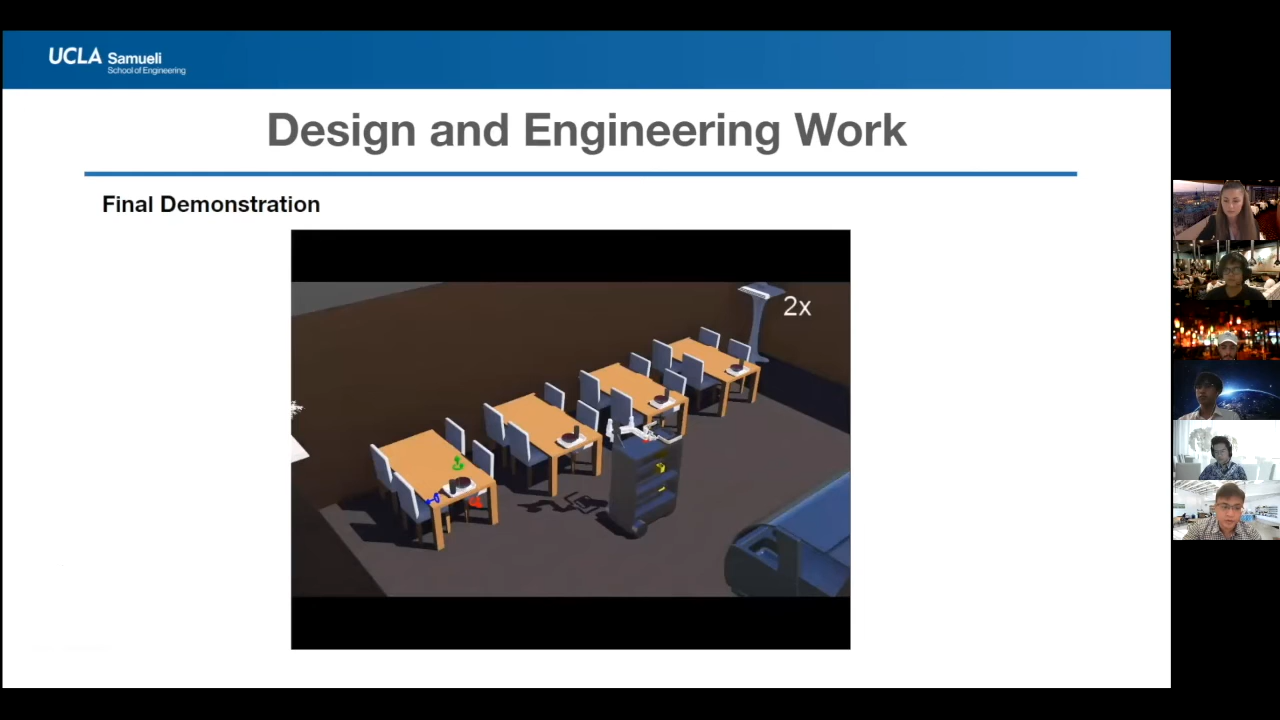 UCLA Samueli
School of Engineering
Design and Engineering Work
Final Demonstration
2x